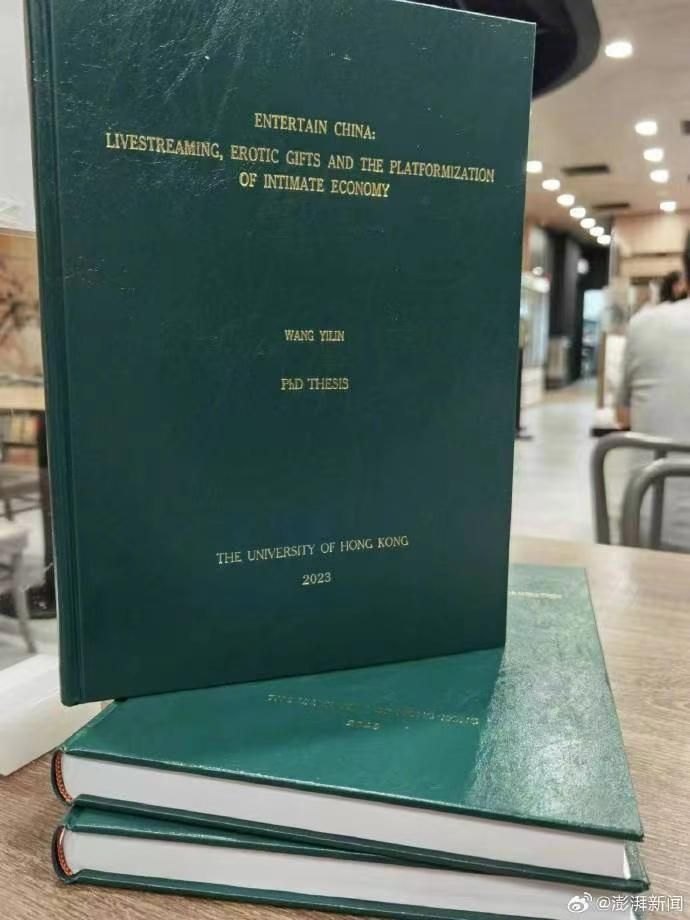 ENTERTAIN CHINA:
LIVESTREAMING, EROTIC GIFTS AND THE PLATFORMIZATION
OF INTIMATE ECONOMY
WANG YILIN
PhD THESIS
THE UNIVERSITY OF HONG KONG
2023
@澎湃新闻